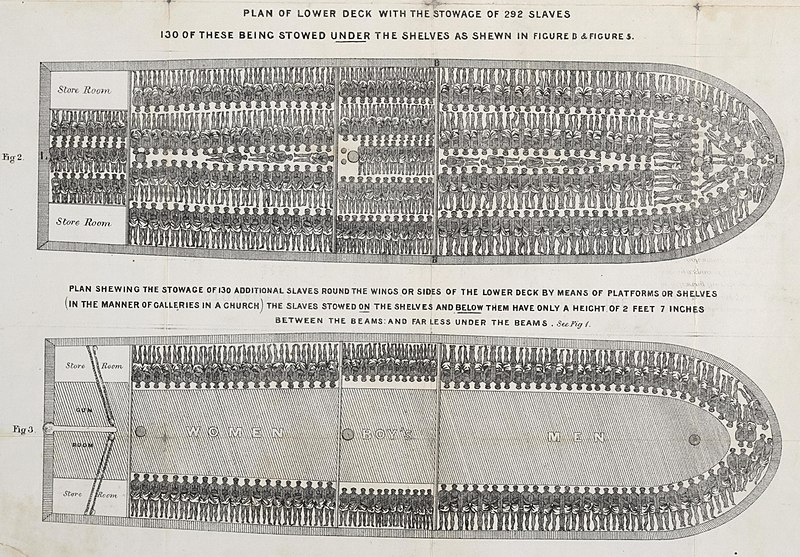 PLAN OF LOWER DECK WITH THE STOWAGE OF 292 SLAVES
130 OF THESE BEING STOWED UNDER THE SHELVES AS SHEWN IN FIGURE B & FIGURE 5.
B
Store Room
Fig 2.
Store Room
B
PLAN SHEWING THE STOWAGE OF 130 ADDITIONAL SLAVES ROUND THE WINGS OR SIDES OF THE LOWER DECK BY MEANS OF PLATFORMS OR SHELVES
(IN THE MANNER OF GALLERIES IN A CHURCH) THE SLAVES STOWED ON THE SHELVES AND BELOW THEM HAVE ONLY A HEIGHT OF 2 FEET 7 INCHES
BETWEEN THE BEAMS: AND FAR LESS UNDER THE BEAMS. See Fig 1.
Store Room
GUN
Fig 3.
WOMEN BOY'S MEN
ROOM
Store Room